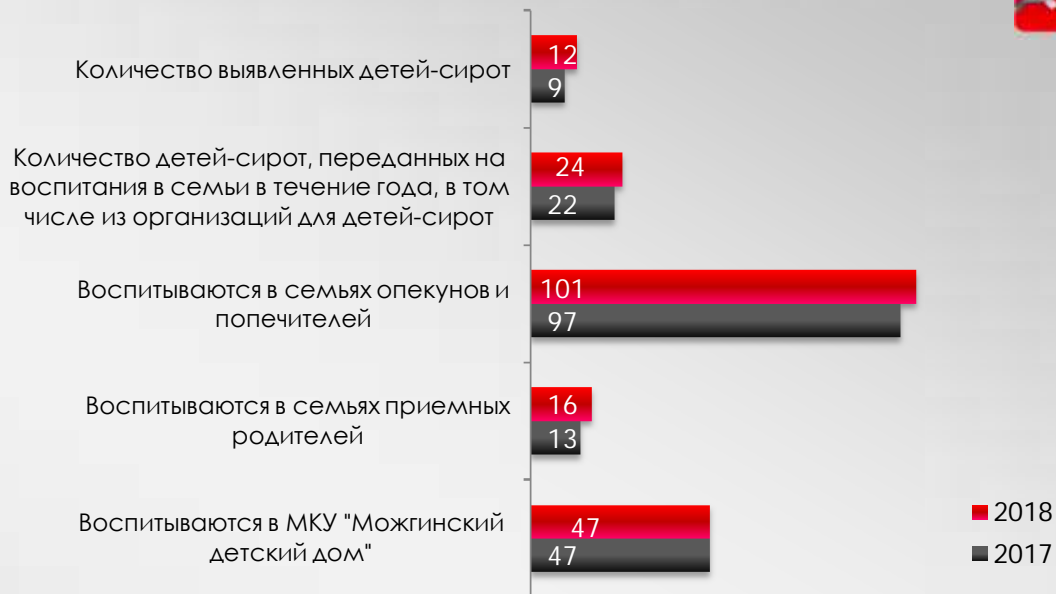 Количество выявленных детей-сирот
12
9
Количество детей-сирот, переданных на
воспитания в семьи в течение года, в том
числе из организаций для детей-сирот
24
22
Воспитываются в семьях опекунов и
попечителей
101
97
Воспитываются в семьях приемных
родителей
16
13
Воспитываются в МКУ "Можгинский
детский дом"
47
47
2018
2017